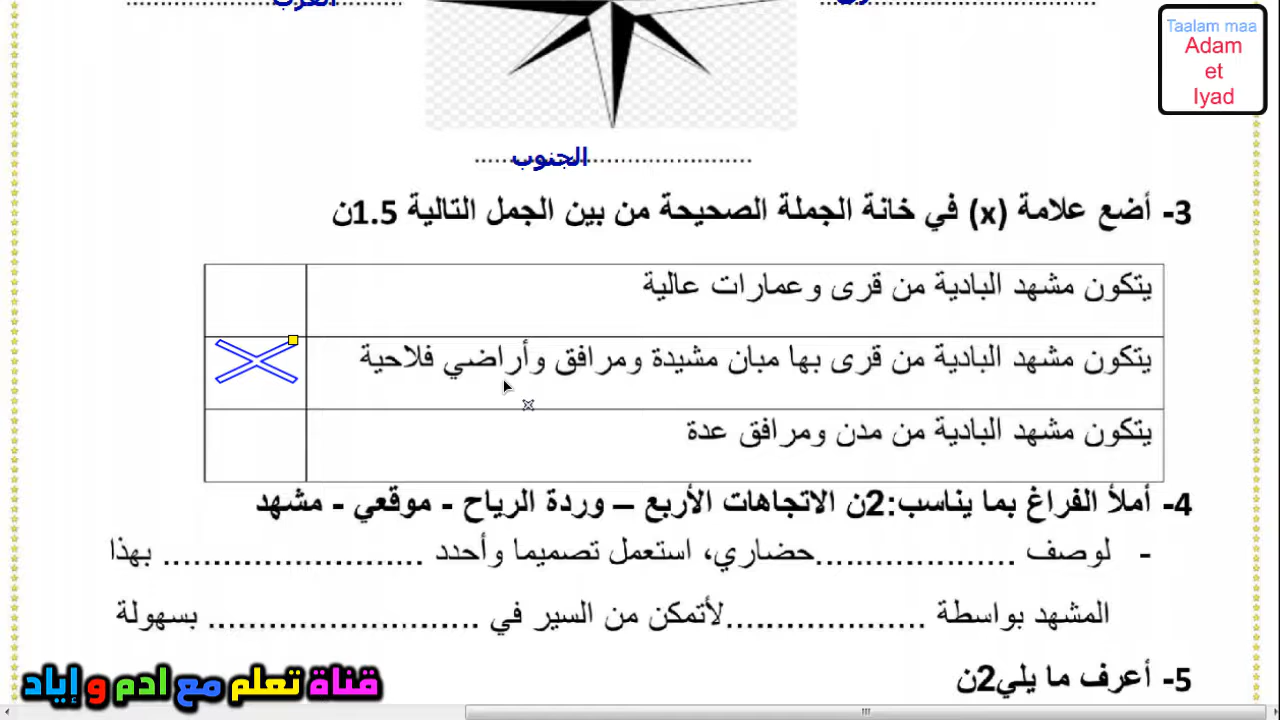 الغرب
Taalam maa
Adam
et
Iyad
........الجنوب........................
3- أضع علامة (x) في خانة الجملة الصحيحة من بين الجمل التالية 1.5ن
يتكون مشهد البادية من قرى وعمارات عالية
يتكون مشهد البادية من قرى بها مبان مشيدة ومرافق وأراضي فلاحية
يتكون مشهد البادية من مدن ومرافق عدة
4- أملأ الفراغ بما يناسب:2ن الاتجاهات الأربع – وردة الرياح - موقعي - مشهد
- لوصف ....................حضاري، استعمل تصميما وأحدد .......................... بهذا
المشهد بواسطة ....................لأتمكن من السير في ........................... بسهولة
5- أعرف ما يلي2ن
قناة تعلم مع ادم و إياد